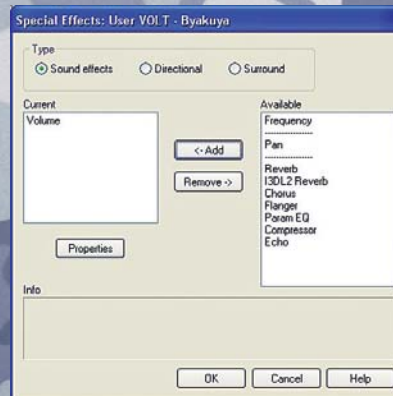 Special Effects: User VOLT - Byakuya
Type
Sound effects
Directional
Surround
Current
Volume
<- Add
Remove ->
Properties
Available
Frequency
---------------
Pan
---------------
Reverb
I3DL2 Reverb
Chorus
Flanger
Param EQ
Compressor
Echo
Info
OK
Cancel
Help